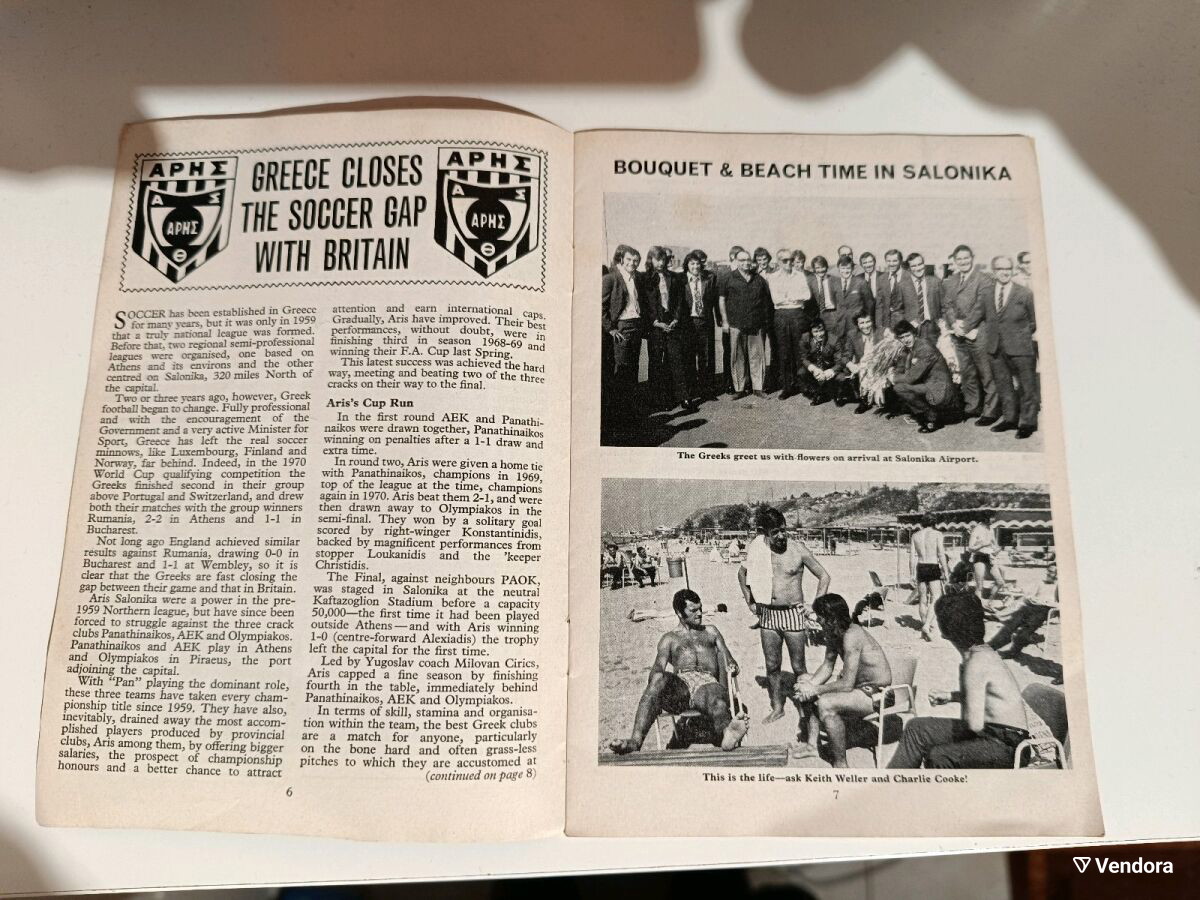 ΑΡΗΣ
Α Σ
ΑΡΗΣ
Θ
GREECE CLOSES
THE SOCCER GAP
WITH BRITAIN
ΑΡΗΣ
Α Σ
ΑΡΗΣ
Θ
SOCCER has been established in Greece
for many years, but it was only in 1959
that a truly national league was formed.
Before that, two regional semi-professional
leagues were organised, one based on
Athens and its environs and the other
centred on Salonika, 320 miles North of
the capital.
Two or three years ago, however, Greek
football began to change. Fully professional
and with the encouragement of the
Government and a very active Minister for
Sport, Greece has left the real soccer
minnows, like Luxembourg, Finland and
Norway, far behind. Indeed, in the 1970
World Cup qualifying competition the
Greeks finished second in their group
above Portugal and Switzerland, and drew
both their matches with the group winners
Rumania, 2-2 in Athens and 1-1 in
Bucharest.
Not long ago England achieved similar
results against Rumania, drawing 0-0 in
Bucharest and 1-1 at Wembley, so it is
clear that the Greeks are fast closing the
gap between their game and that in Britain.
Aris Salonika were a power in the pre-
1959 Northern league, but have since been
forced to struggle against the three crack
clubs Panathinaikos, AEK and Olympiakos.
Panathinaikos and AEK play in Athens
and Olympiakos in Piraeus, the port
adjoining the capital.
With "Pan" playing the dominant role,
these three teams have taken every cham-
pionship title since 1959. They have also,
inevitably, drained away the most accom-
plished players produced by provincial
clubs, Aris among them, by offering bigger
salaries, the prospect of championship
honours and a better chance to attract
attention and earn international caps.
Gradually, Aris have improved. Their best
performances, without doubt, were in
finishing third in season 1968-69 and
winning their F.A. Cup last Spring.
This latest success was achieved the hard
way, meeting and beating two of the three
cracks on their way to the final.
Aris's Cup Run
In the first round AEK and Panathi-
naikos were drawn together, Panathinaikos
winning on penalties after a 1-1 draw and
extra time.
In round two, Aris were given a home tie
with Panathinaikos, champions in 1969,
top of the league at the time, champions
again in 1970. Aris beat them 2-1, and were
then drawn away to Olympiakos in the
semi-final. They won by a solitary goal
scored by right-winger Konstantinidis,
backed by magnificent performances from
stopper Loukanidis and the 'keeper
Christidis.
The Final, against neighbours PAOK,
was staged in Salonika at the neutral
Kaftazoglion Stadium before a capacity
50,000—the first time it had been played
outside Athens—and with Aris winning
1-0 (centre-forward Alexiadis) the trophy
left the capital for the first time.
Led by Yugoslav coach Milovan Cirics,
Aris capped a fine season by finishing
fourth in the table, immediately behind
Panathinaikos, AEK and Olympiakos.
In terms of skill, stamina and organisa-
tion within the team, the best Greek clubs
are a match for anyone, particularly
on the bone hard and often grass-less
pitches to which they are accustomed at
(continued on page 8)
6
BOUQUET & BEACH TIME IN SALONIKA
The Greeks greet us with flowers on arrival at Salonika Airport.
This is the life—ask Keith Weller and Charlie Cooke!
7
Vendora